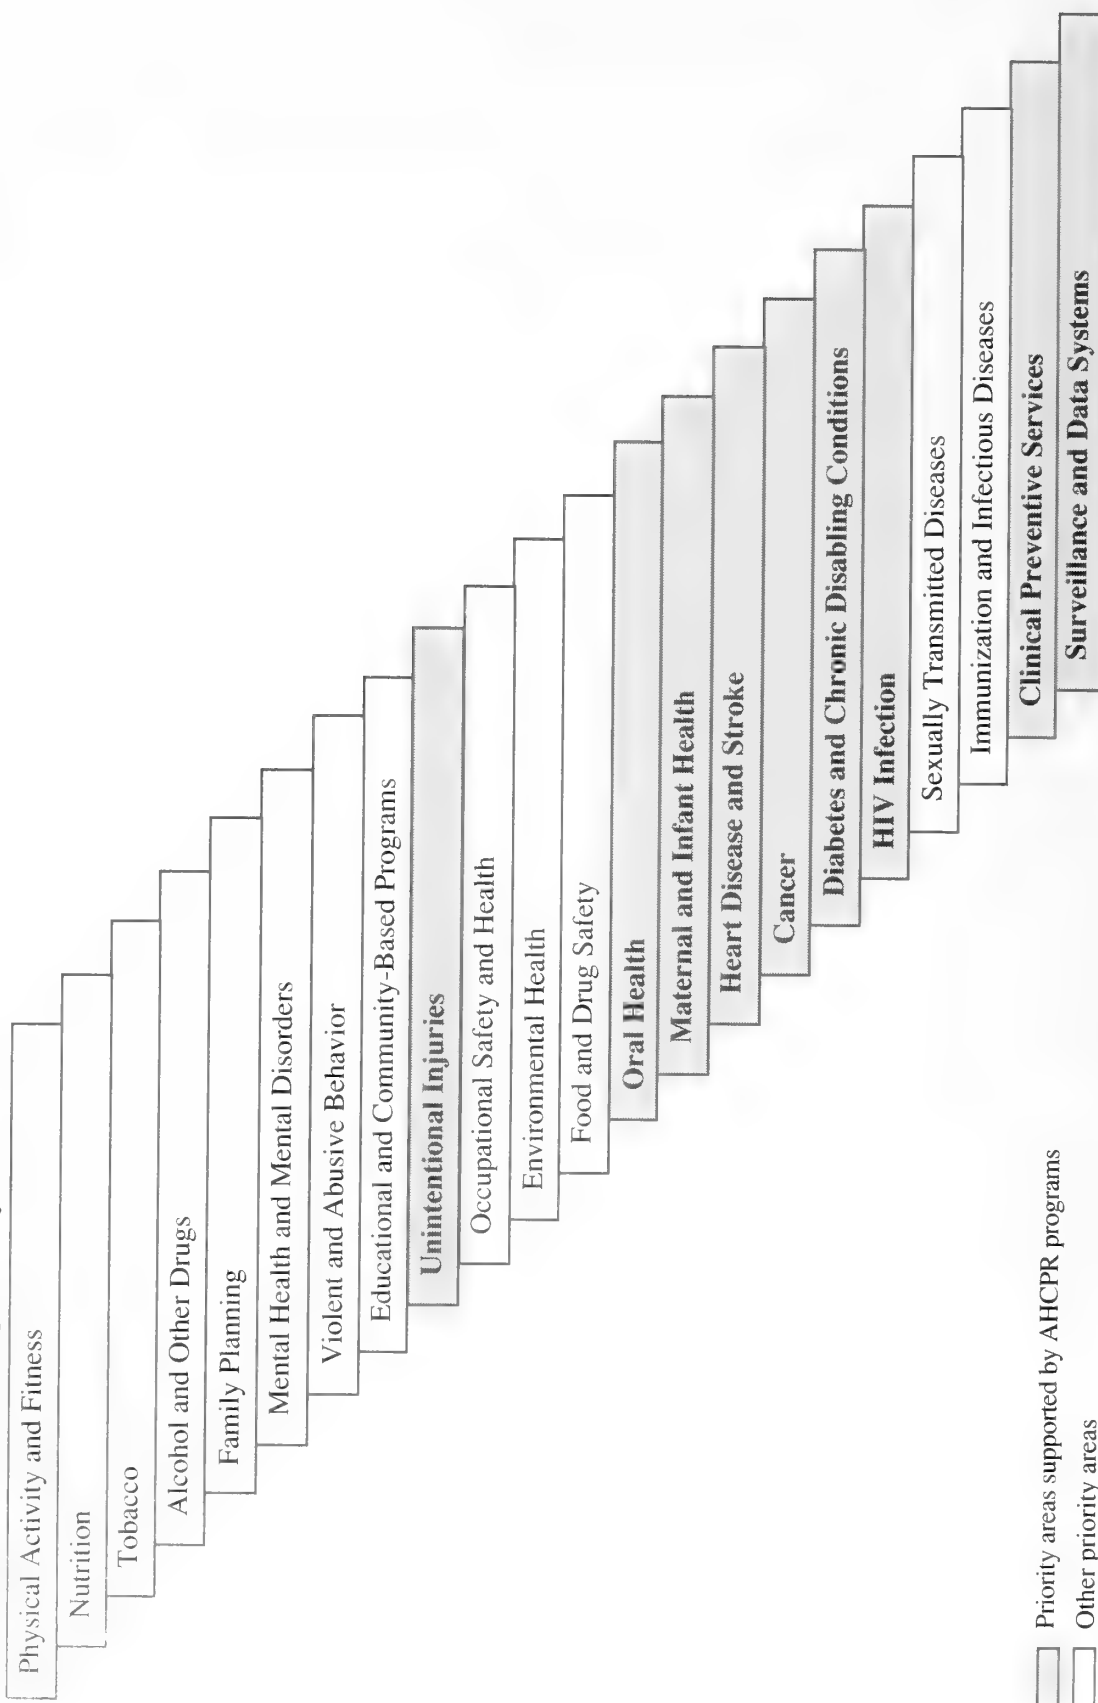 Physical Activity and Fitness
Nutrition
Tobacco
Alcohol and Other Drugs
Family Planning
Mental Health and Mental Disorders
Violent and Abusive Behavior
Educational and Community-Based Programs
Unintentional Injuries
Occupational Safety and Health
Environmental Health
Food and Drug Safety
Oral Health
Maternal and Infant Health
Heart Disease and Stroke
Cancer
Diabetes and Chronic Disabling Conditions
HIV Infection
Sexually Transmitted Diseases
Immunization and Infectious Diseases
Clinical Preventive Services
Surveillance and Data Systems
Priority areas supported by AHCPR programs
Other priority areas